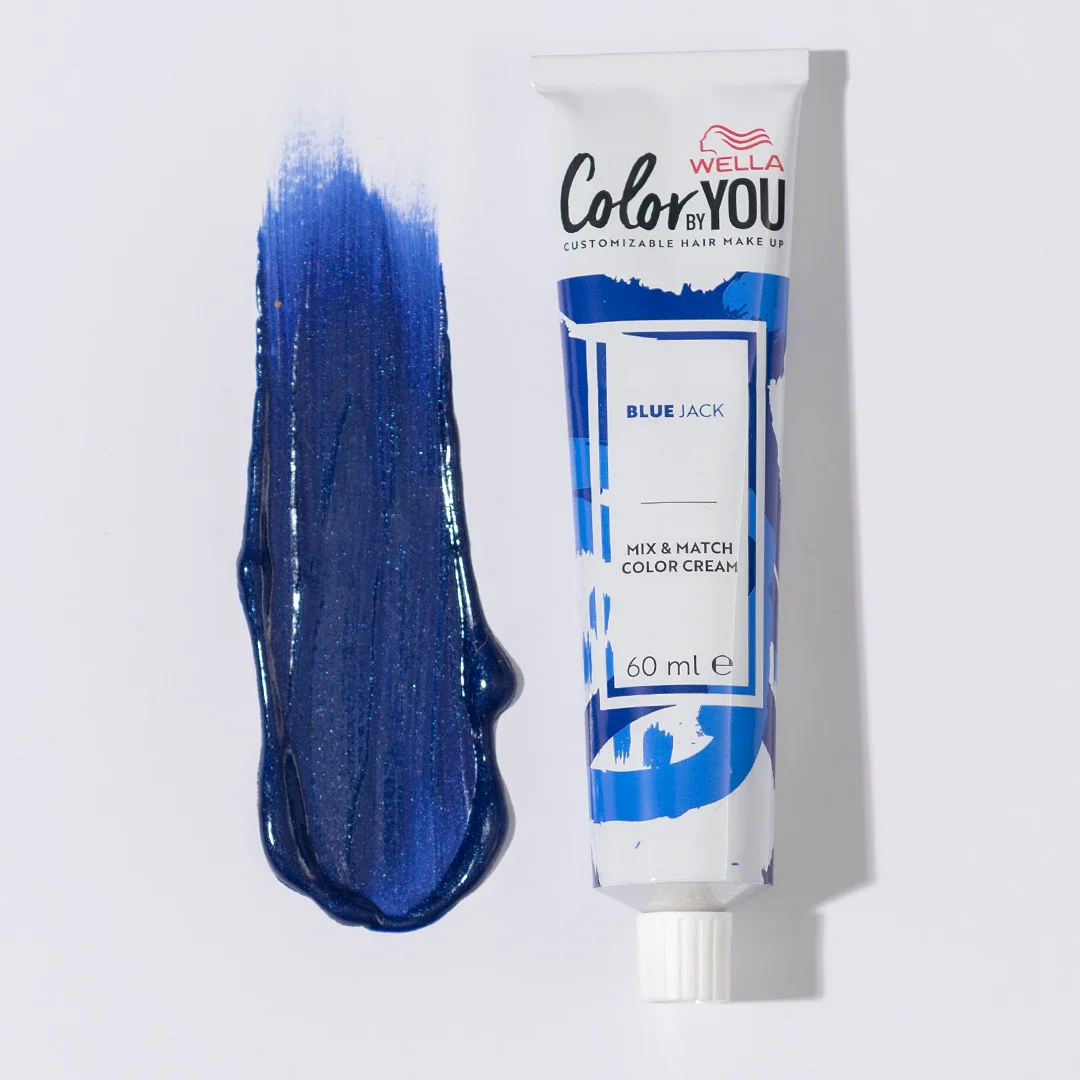 WELLA
Color BY YOU
CUSTOMIZABLE HAIR MAKE UP
BLUE JACK
MIX & MATCH
COLOR CREAM
60 ml ℮